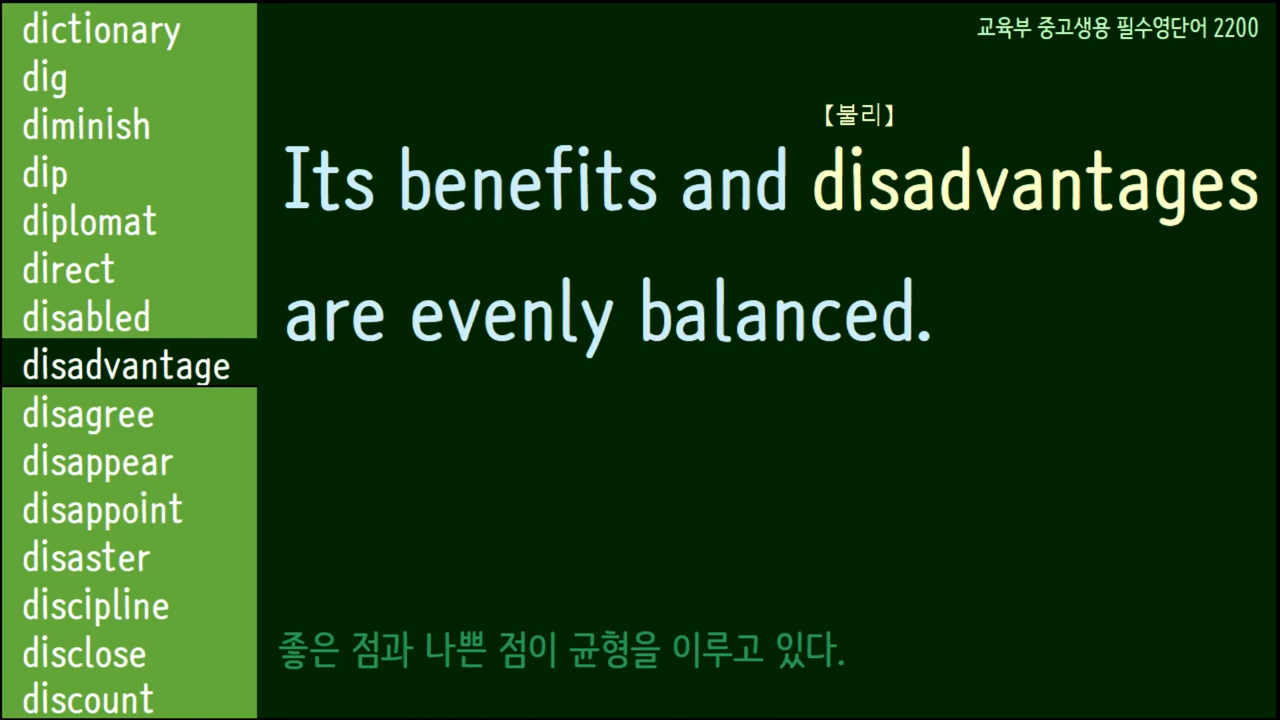 dictionary
dig
diminish
dip
diplomat
direct
disabled
disadvantage
disagree
disappear
disappoint
disaster
discipline
disclose
discount
교육부 중고생용 필수영단어 2200
【불리】
Its benefits and disadvantages
are evenly balanced.
좋은 점과 나쁜 점이 균형을 이루고 있다.